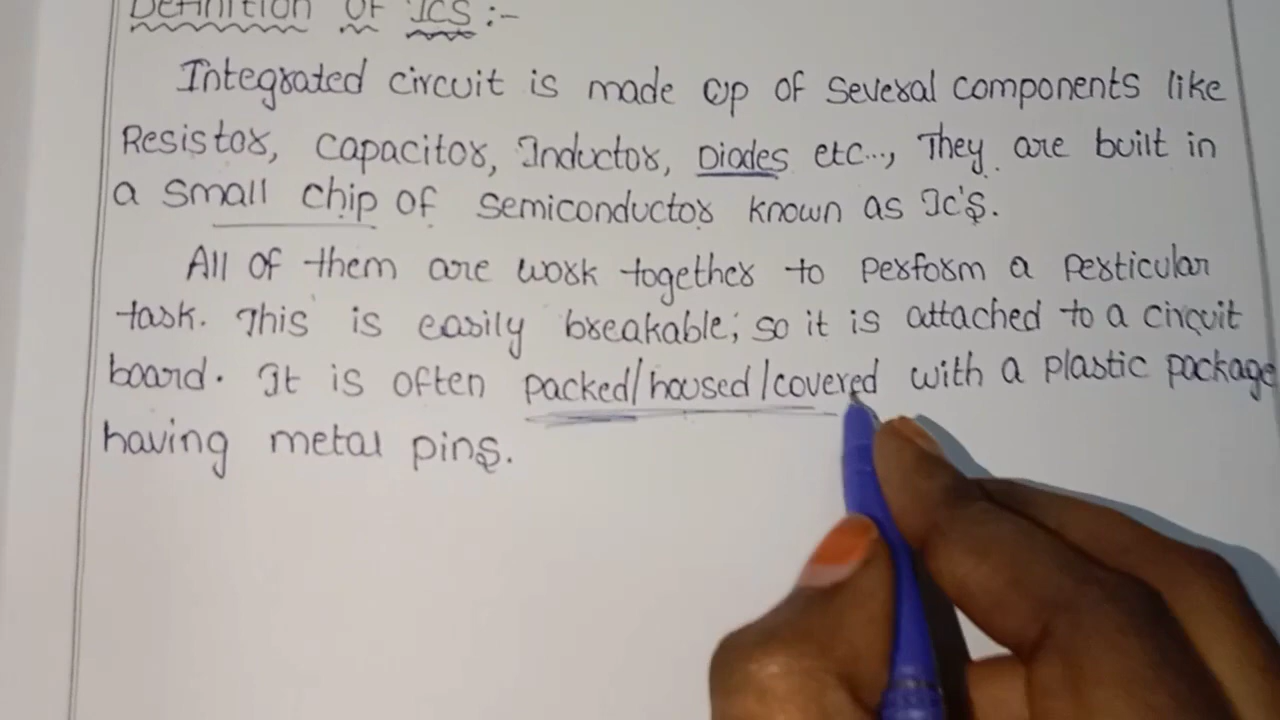 Definition of ICS :-
Integrated circuit is made up of several components like
Resistor, capacitor, Inductor, Diodes etc..., They are built in
a small chip of semiconductor known as Ic's.
All of them are work together to perform a perticular
task. This is easily breakable, so it is attached to a circuit
board. It is often packed/housed/covered with a plastic package
having metal pins.